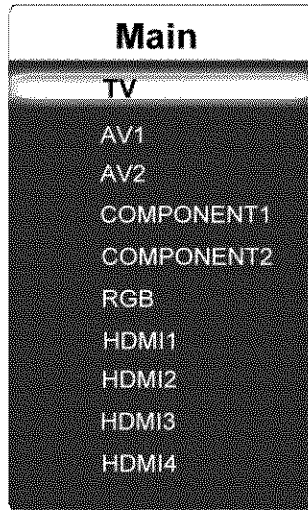 Main
TV
AV1
AV2
COMPONENT1
COMPONENT2
RGB
HDMI1
HDMI2
HDMI3
HDMI4